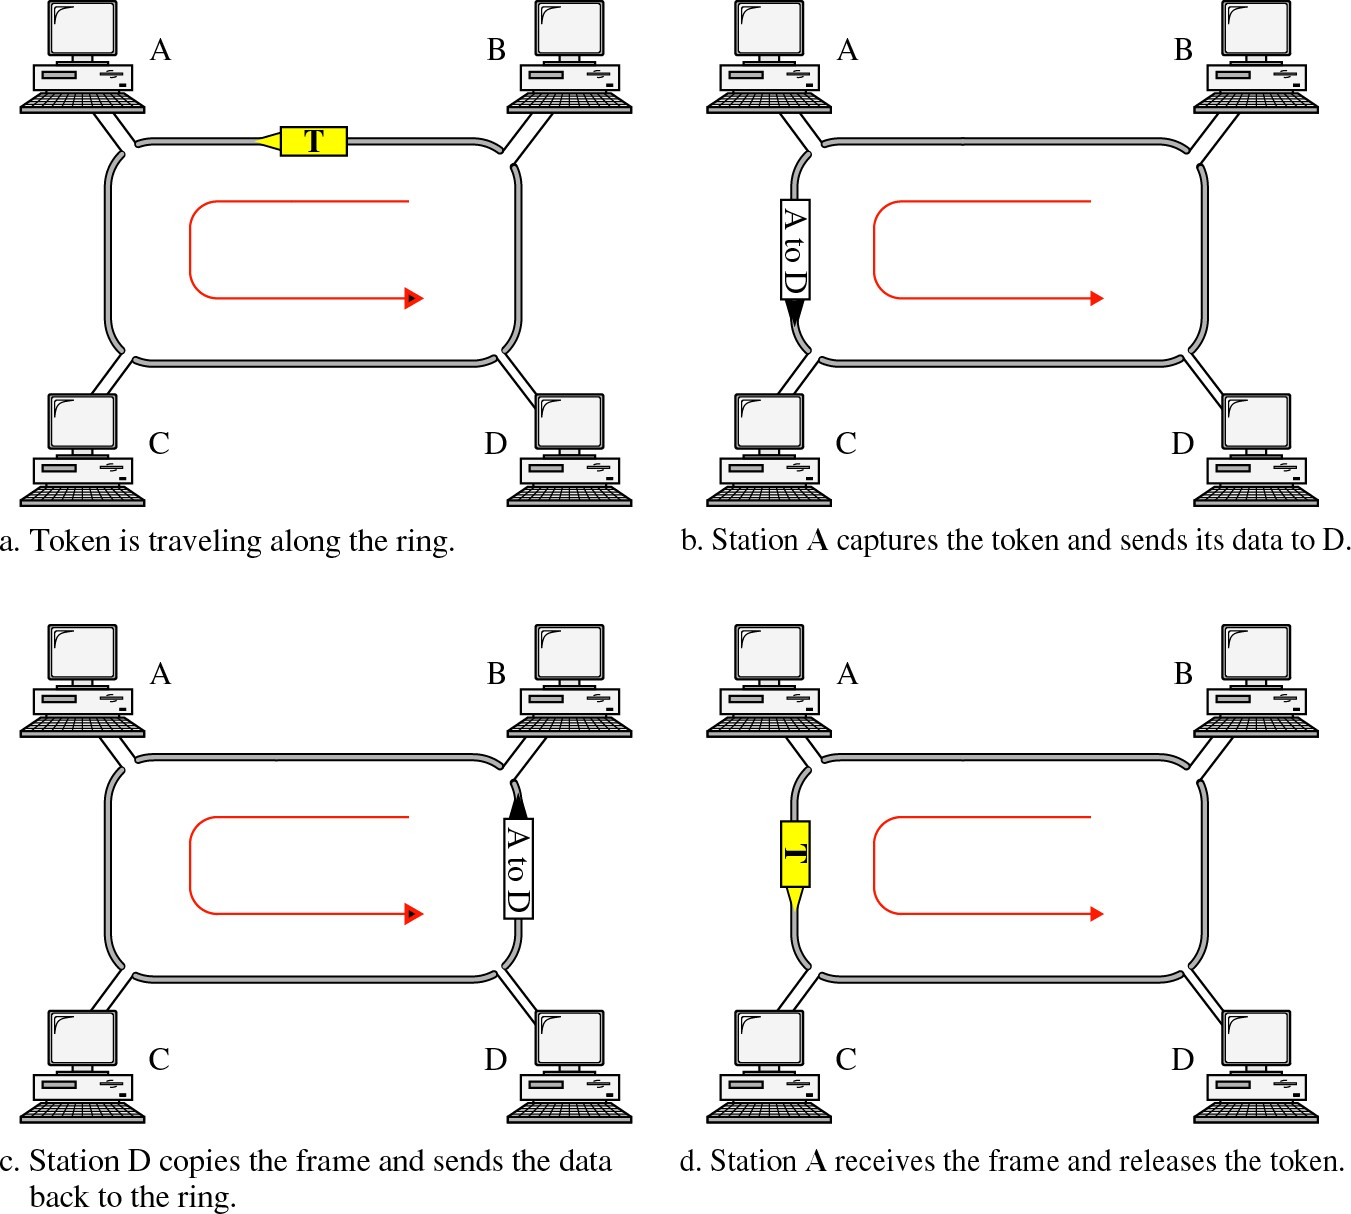 A
B
T
C
D
a. Token is traveling along the ring.
A
B
A to D
C
D
b. Station A captures the token and sends its data to D.
A
B
A to D
C
D
c. Station D copies the frame and sends the data
back to the ring.
A
B
T
C
D
d. Station A receives the frame and releases the token.